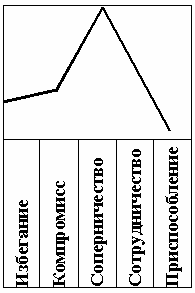 Избегание
Компромисс
Соперничество
Сотрудничество
Приспособление